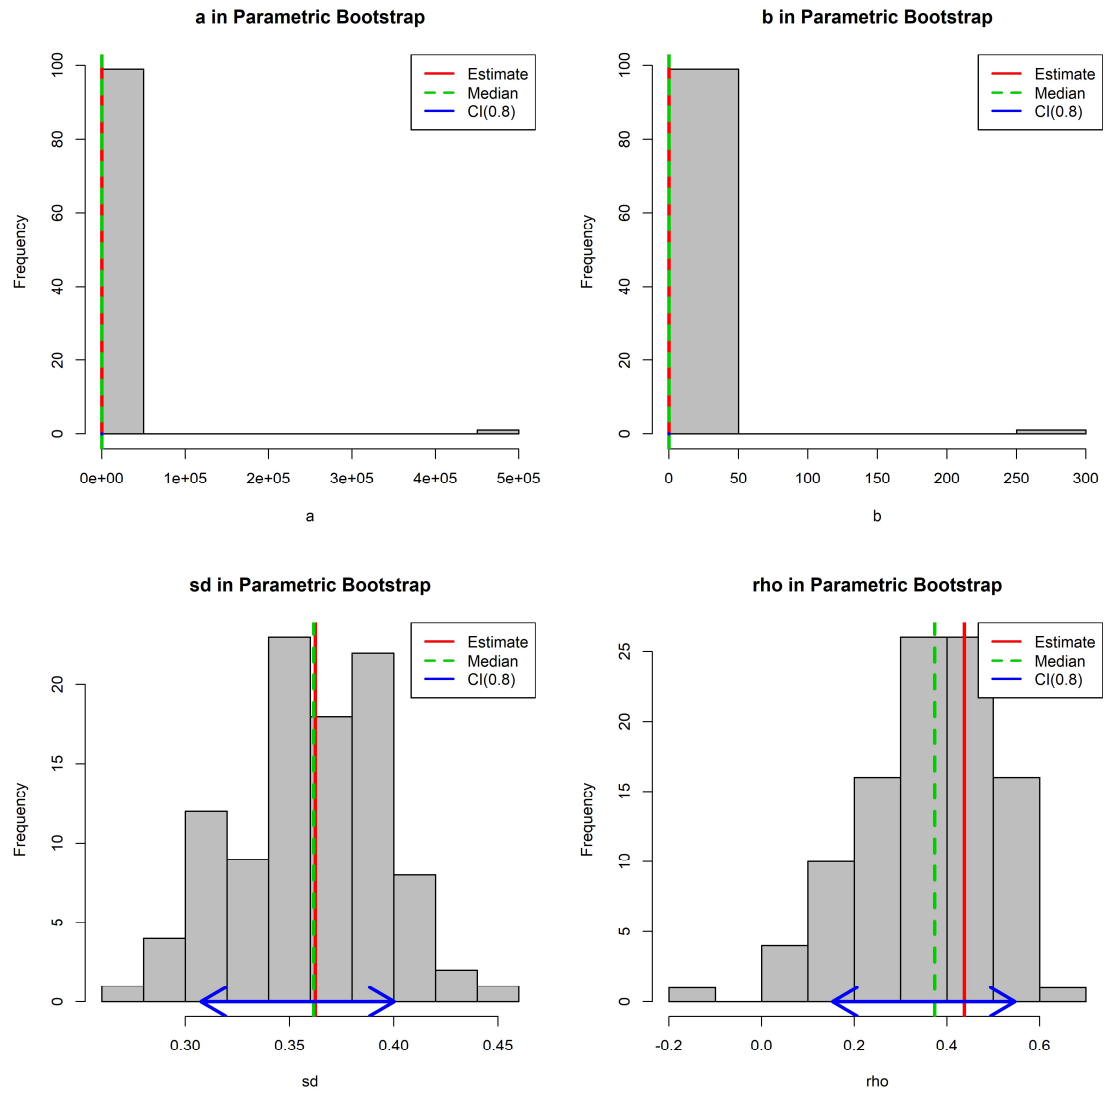 a in Parametric Bootstrap
Frequency
100
80
60
40
20
0
Estimate
Median
CI(0.8)
0e+00 1e+05 2e+05 3e+05 4e+05 5e+05
a
b in Parametric Bootstrap
Frequency
100
80
60
40
20
0
Estimate
Median
CI(0.8)
0 50 100 150 200 250 300
b
sd in Parametric Bootstrap
Frequency
20
15
10
5
0
Estimate
Median
CI(0.8)
0.30 0.35 0.40 0.45
sd
rho in Parametric Bootstrap
Frequency
25
20
15
10
5
0
Estimate
Median
CI(0.8)
-0.2 0.0 0.2 0.4 0.6
rho